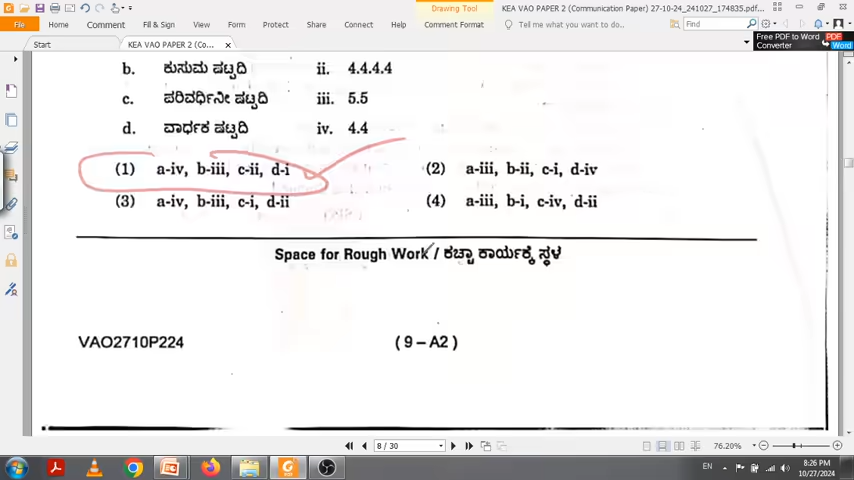 Drawing Tool
KEA VAO PAPER 2 (Communication Paper) 27-10-24_241027_174835.pdf...
File Home Comment Fill & Sign Protect Share Connect Help Comment Format Tell me what you want to do... Find
Free PDF to Word Converter PDF Word
Start KEA VAO PAPER 2 (Co... ×
b. ಕುಸುಮ ಷಟ್ಪದಿ ii. 4.4.4.4
c. ಪರಿವರ್ಧಿನೀ ಷಟ್ಪದಿ iii. 5.5
d. ವಾರ್ಧಕ ಷಟ್ಪದಿ iv. 4.4
(1) a-iv, b-iii, c-ii, d-i (2) a-iii, b-ii, c-i, d-iv
(3) a-iv, b-iii, c-i, d-ii (4) a-iii, b-i, c-iv, d-ii
Space for Rough Work / ಕಚ್ಚಾ ಕಾರ್ಯಕ್ಕೆ ಸ್ಥಳ
VAO2710P224 ( 9 – A2 )
8 / 30 76.20%
EN 8:26 PM
10/27/2024